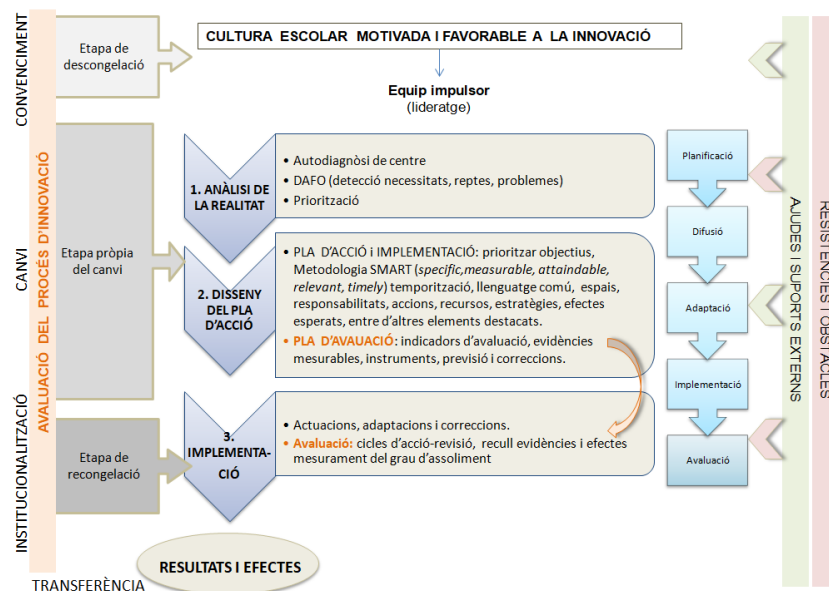 CONVENCIMENT
CANVI
INSTITUCIONALITZACIÓ
AVALUACIÓ DEL PROCÉS D'INNOVACIÓ
Etapa de
descongelació
CULTURA ESCOLAR MOTIVADA I FAVORABLE A LA INNOVACIÓ
Equip impulsor
(lideratge)
Etapa pròpia
del canvi
1. ANÀLISI DE
LA REALITAT
• Autodiagnòsi de centre
• DAFO (detecció necessitats, reptes, problemes)
• Priorització
2. DISSENY
DEL PLA
D'ACCIÓ
• PLA D'ACCIÓ i IMPLEMENTACIÓ: prioritzar objectius,
Metodologia SMART (specific,measurable, attaindable,
relevant, timely) temporització, llenguatge comú, espais,
responsabilitats, accions, recursos, estratègies, efectes
esperats, entre d'altres elements destacats.
• PLA D'AVAUACIÓ: indicadors d'avaluació, evidències
mesurables, instruments, previsió i correccions.
Etapa de
recongelació
3.
IMPLEMENTA-
CIÓ
• Actuacions, adaptacions i correccions.
• Avaluació: cicles d'acció-revisió, recull evidències i efectes
mesurament del grau d'assoliment
Planificació
Difusió
Adaptació
Implementació
Avaluació
AJUDES I SUPORTS EXTERNS
RESISTÈNCIES I OBSTACLES
RESULTATS I EFECTES
TRANSFERÈNCIA